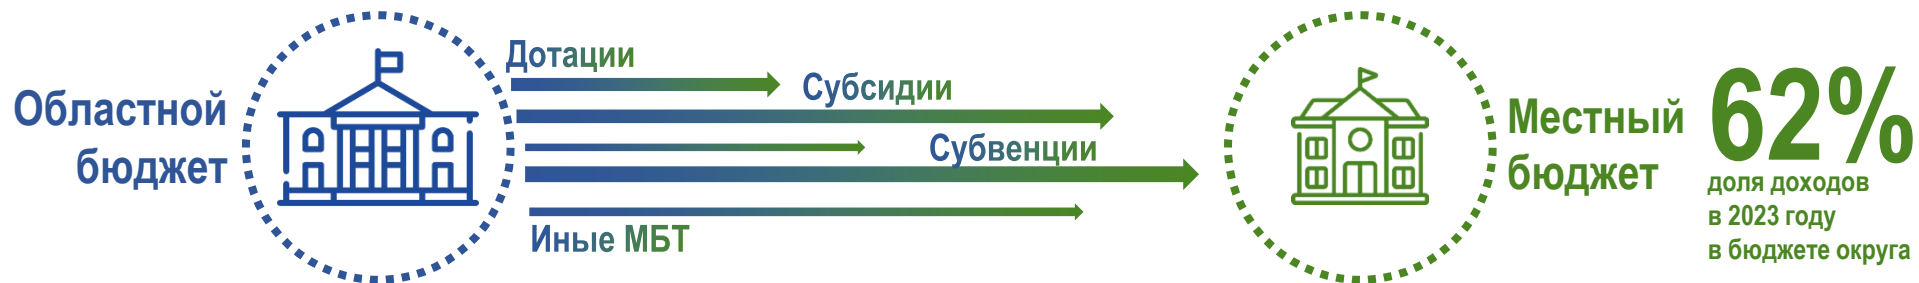 Областной
бюджет
Дотации
Субсидии
Субвенции
Иные МБТ
Местный
бюджет
62%
доля доходов
в 2023 году
в бюджете округа